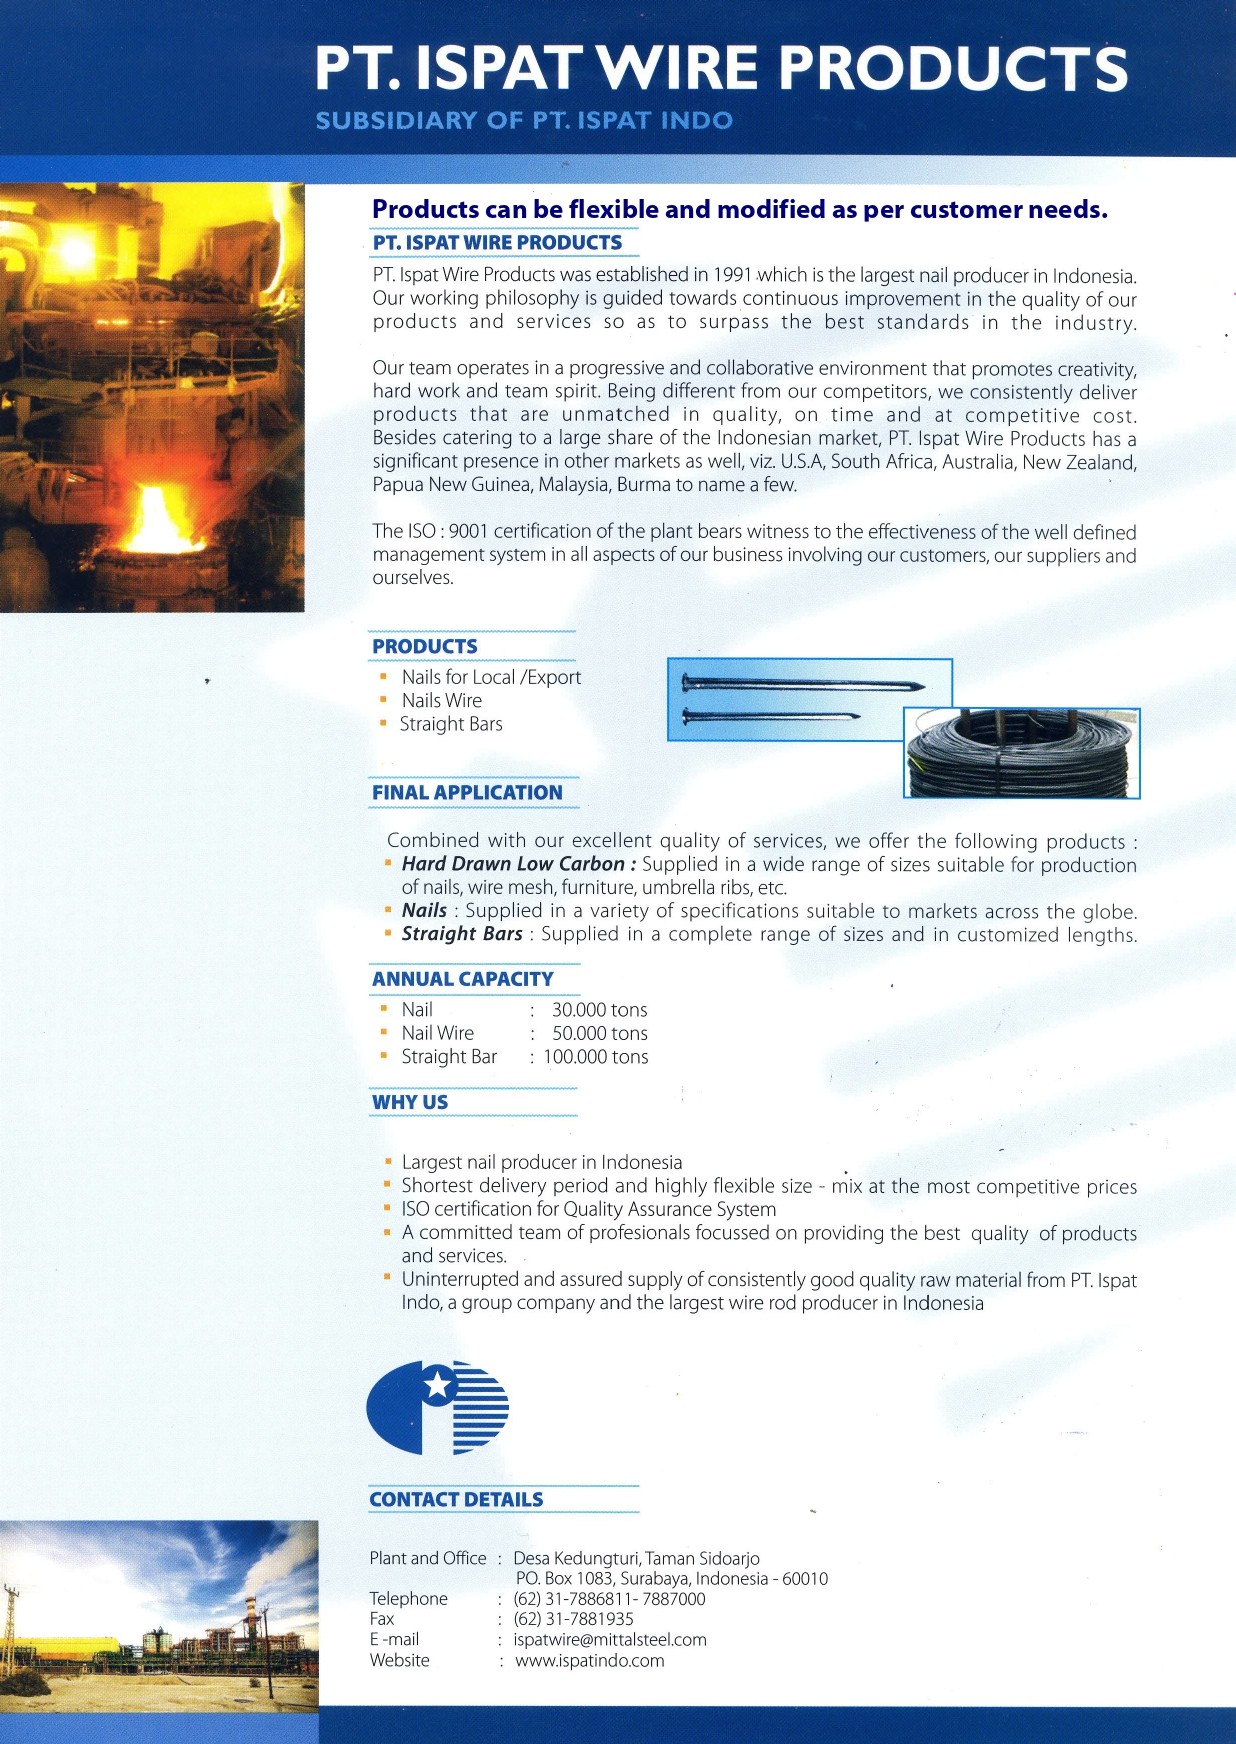 PT. ISPAT WIRE PRODUCTS
SUBSIDIARY OF PT. ISPAT INDO
Products can be flexible and modified as per customer needs.
PT. ISPAT WIRE PRODUCTS
PT. Ispat Wire Products was established in 1991 which is the largest nail producer in Indonesia.
Our working philosophy is guided towards continuous improvement in the quality of our
products and services so as to surpass the best standards in the industry.
Our team operates in a progressive and collaborative environment that promotes creativity,
hard work and team spirit. Being different from our competitors, we consistently deliver
products that are unmatched in quality, on time and at competitive cost.
Besides catering to a large share of the Indonesian market, PT. Ispat Wire Products has a
significant presence in other markets as well, viz. U.S.A, South Africa, Australia, New Zealand,
Papua New Guinea, Malaysia, Burma to name a few.
The ISO : 9001 certification of the plant bears witness to the effectiveness of the well defined
management system in all aspects of our business involving our customers, our suppliers and
ourselves.
PRODUCTS
Nails for Local /Export
Nails Wire
Straight Bars
FINAL APPLICATION
Combined with our excellent quality of services, we offer the following products :
Hard Drawn Low Carbon : Supplied in a wide range of sizes suitable for production
of nails, wire mesh, furniture, umbrella ribs, etc.
Nails : Supplied in a variety of specifications suitable to markets across the globe.
Straight Bars : Supplied in a complete range of sizes and in customized lengths.
ANNUAL CAPACITY
Nail : 30.000 tons
Nail Wire : 50.000 tons
Straight Bar : 100.000 tons
WHY US
Largest nail producer in Indonesia
Shortest delivery period and highly flexible size - mix at the most competitive prices
ISO certification for Quality Assurance System
A committed team of profesionals focussed on providing the best quality of products
and services.
Uninterrupted and assured supply of consistently good quality raw material from PT. Ispat
Indo, a group company and the largest wire rod producer in Indonesia
CONTACT DETAILS
Plant and Office : Desa Kedungturi, Taman Sidoarjo
PO. Box 1083, Surabaya, Indonesia - 60010
Telephone : (62) 31-7886811- 7887000
Fax : (62) 31-7881935
E -mail : ispatwire@mittalsteel.com
Website : www.ispatindo.com